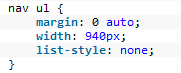 nav ul {
    margin: 0 auto;
    width: 940px;
    list-style: none;
}